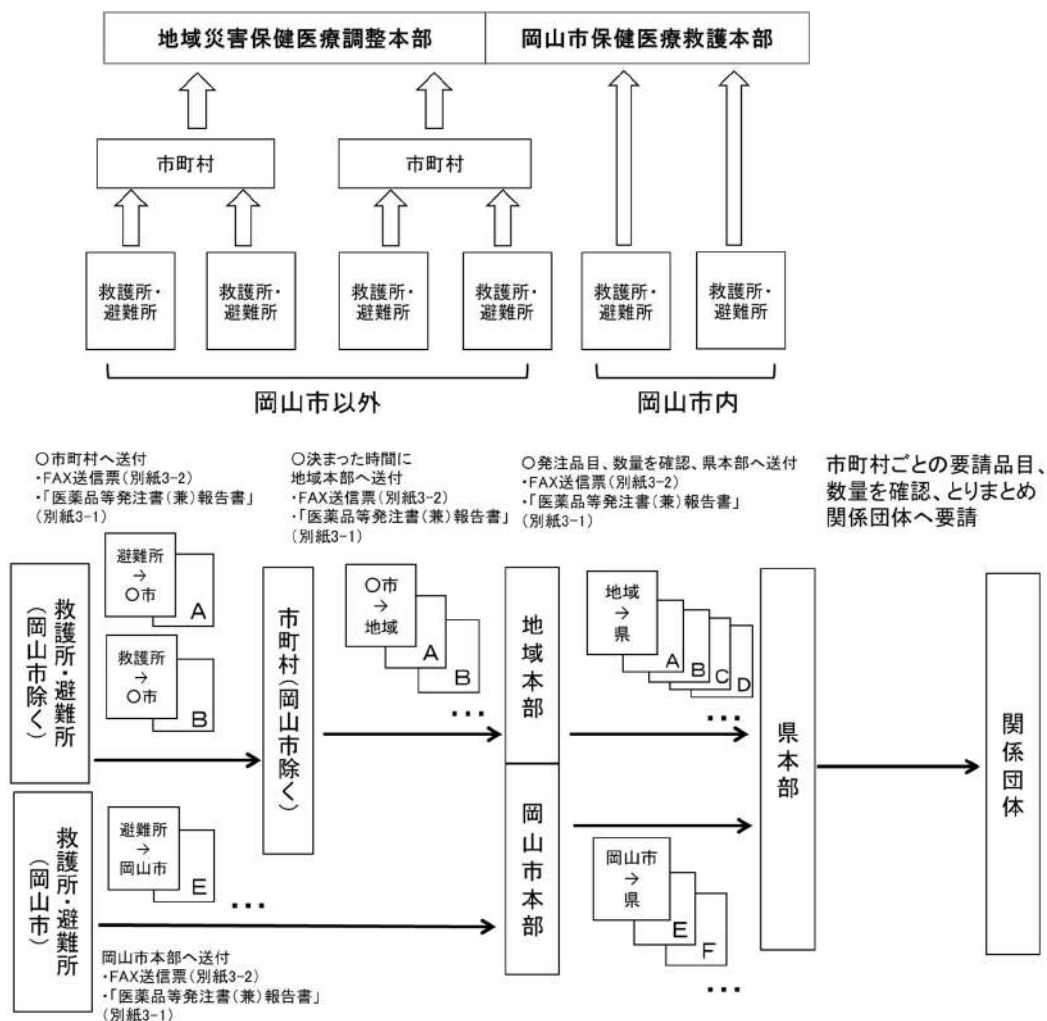 地域災害保健医療調整本部
岡山市保健医療救護本部
市町村
市町村
救護所・
避難所
救護所・
避難所
救護所・
避難所
救護所・
避難所
救護所・
避難所
救護所・
避難所
岡山市以外
岡山市内
〇市町村へ送付
・FAX送信票(別紙3-2)
・「医薬品等発注書(兼)報告書」
(別紙3-1)
〇決まった時間に
地域本部へ送付
・FAX送信票(別紙3-2)
・「医薬品等発注書(兼)報告書」
(別紙3-1)
〇発注品目、数量を確認、県本部へ送付
・FAX送信票(別紙3-2)
・「医薬品等発注書(兼)報告書」
(別紙3-1)
市町村ごとの要請品目、
数量を確認、とりまとめ
関係団体へ要請
救護所・避難所
(岡山市除く)
避難所
→
〇市
A
救護所
→
〇市
B
市町村(岡山市除く)
〇市
→
地域
A
B
…
地域本部
地域
→
県
A
B
C
D
…
県本部
関係団体
救護所・避難所
(岡山市)
避難所
→
岡山市
E
…
岡山市本部へ送付
・FAX送信票(別紙3-2)
・「医薬品等発注書(兼)報告書」
(別紙3-1)
岡山市本部
岡山市
→
県
E
F
…